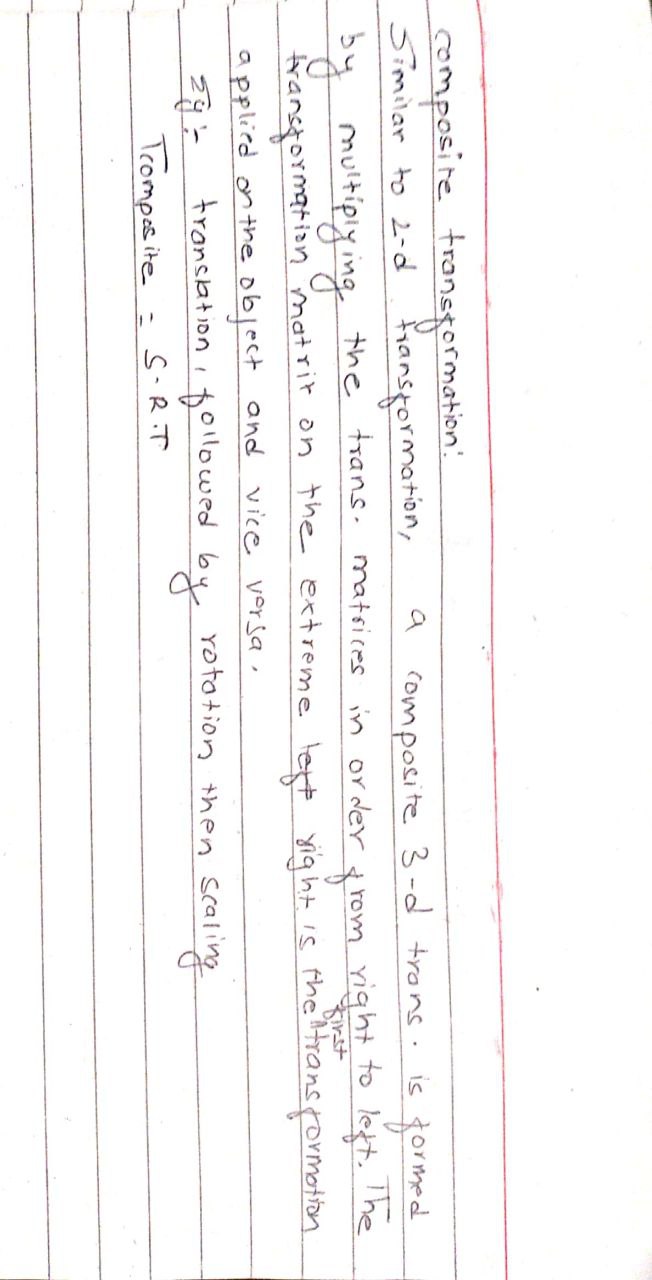 composite transformation:
Similar to 2-d transformation, a composite 3-d trans. is formed
by multiplying the trans. matrices in order from right to left. The
transformation matrix on the extreme left right is the first transformation
applied on the object and vice versa.
Eg:- translation, followed by rotation then scaling
Tcomposite = S.R.T